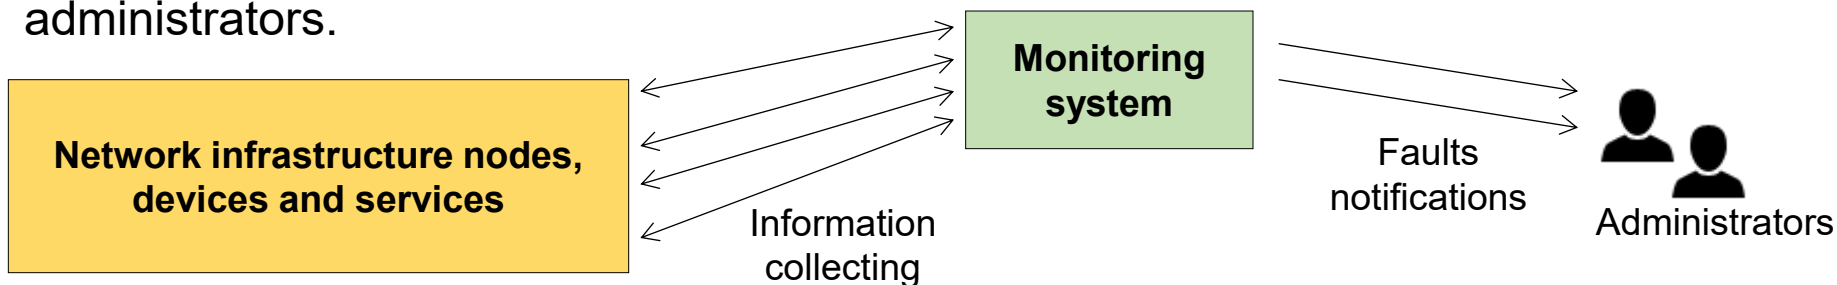 administrators.
Network infrastructure nodes,
devices and services
Information
collecting
Monitoring
system
Faults
notifications
Administrators